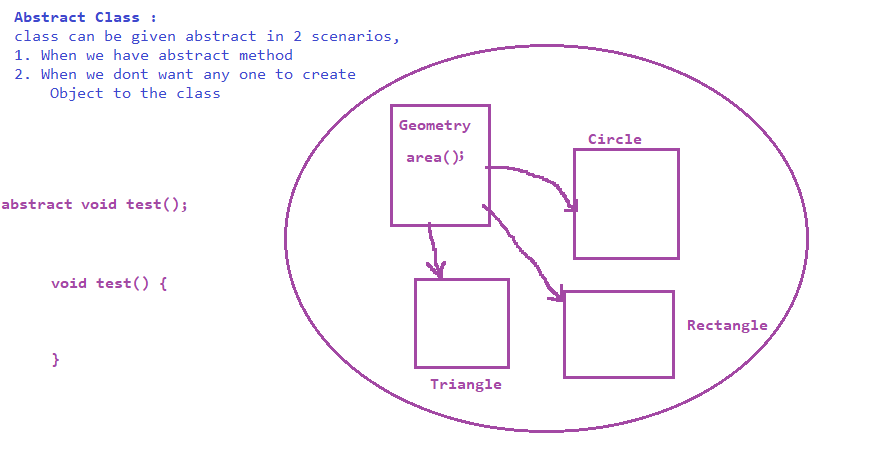 Abstract Class :
class can be given abstract in 2 scenarios,
1. When we have abstract method
2. When we dont want any one to create
Object to the class
Geometry
area();
Circle
abstract void test();
void test() {
}
Rectangle
Triangle